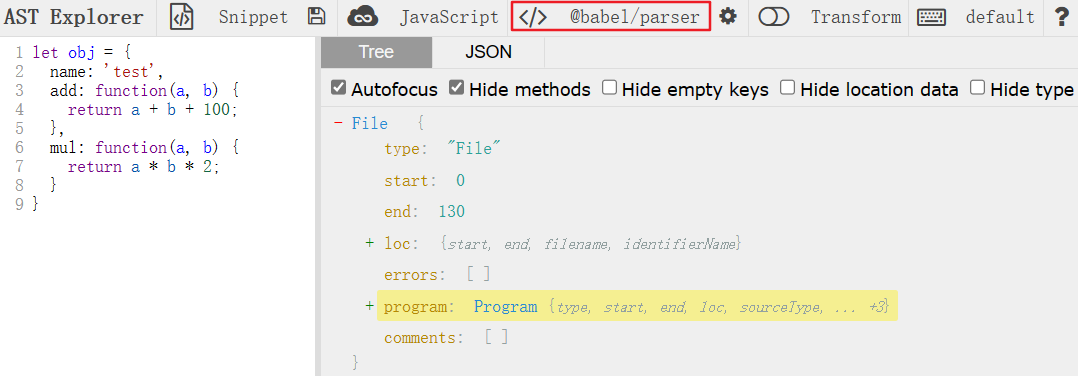 AST Explorer Snippet JavaScript </> @babel/parser Transform default ?
1 let obj = {
2 name: 'test',
3 add: function(a, b) {
4 return a + b + 100;
5 },
6 mul: function(a, b) {
7 return a * b * 2;
8 }
9 }
Tree JSON
Autofocus Hide methods Hide empty keys Hide location data Hide type
- File {
type: "File"
start: 0
end: 130
+ loc: {start, end, filename, identifierName}
errors: [ ]
+ program: Program {type, start, end, loc, sourceType, ... +3}
comments: [ ]
}